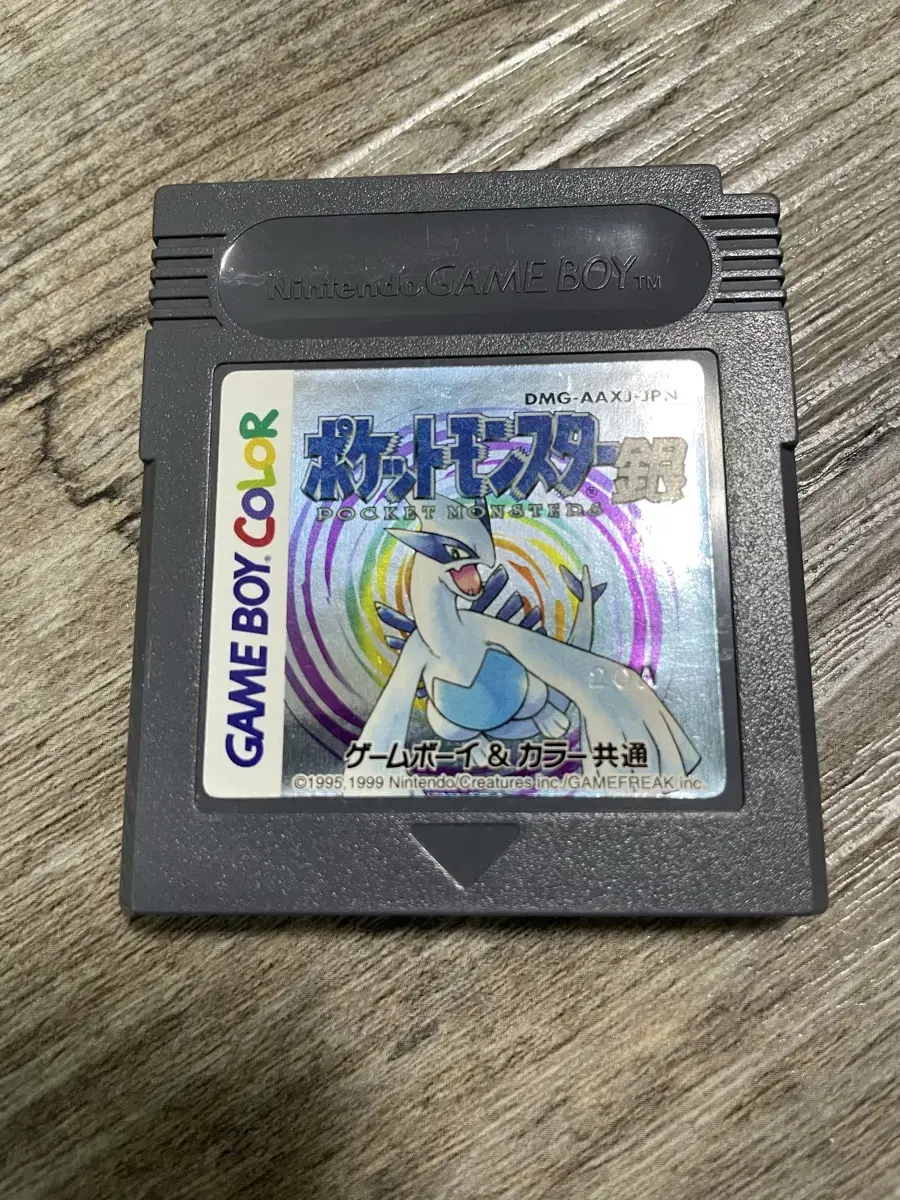 Nintendo GAME BOY™
DMG-AAXJ-JPN
ポケットモンスター®銀
POCKET MONSTERS
GAME BOY® COLOR
ゲームボーイ & カラー 共通
©1995,1999 Nintendo/Creatures inc./GAMEFREAK inc.